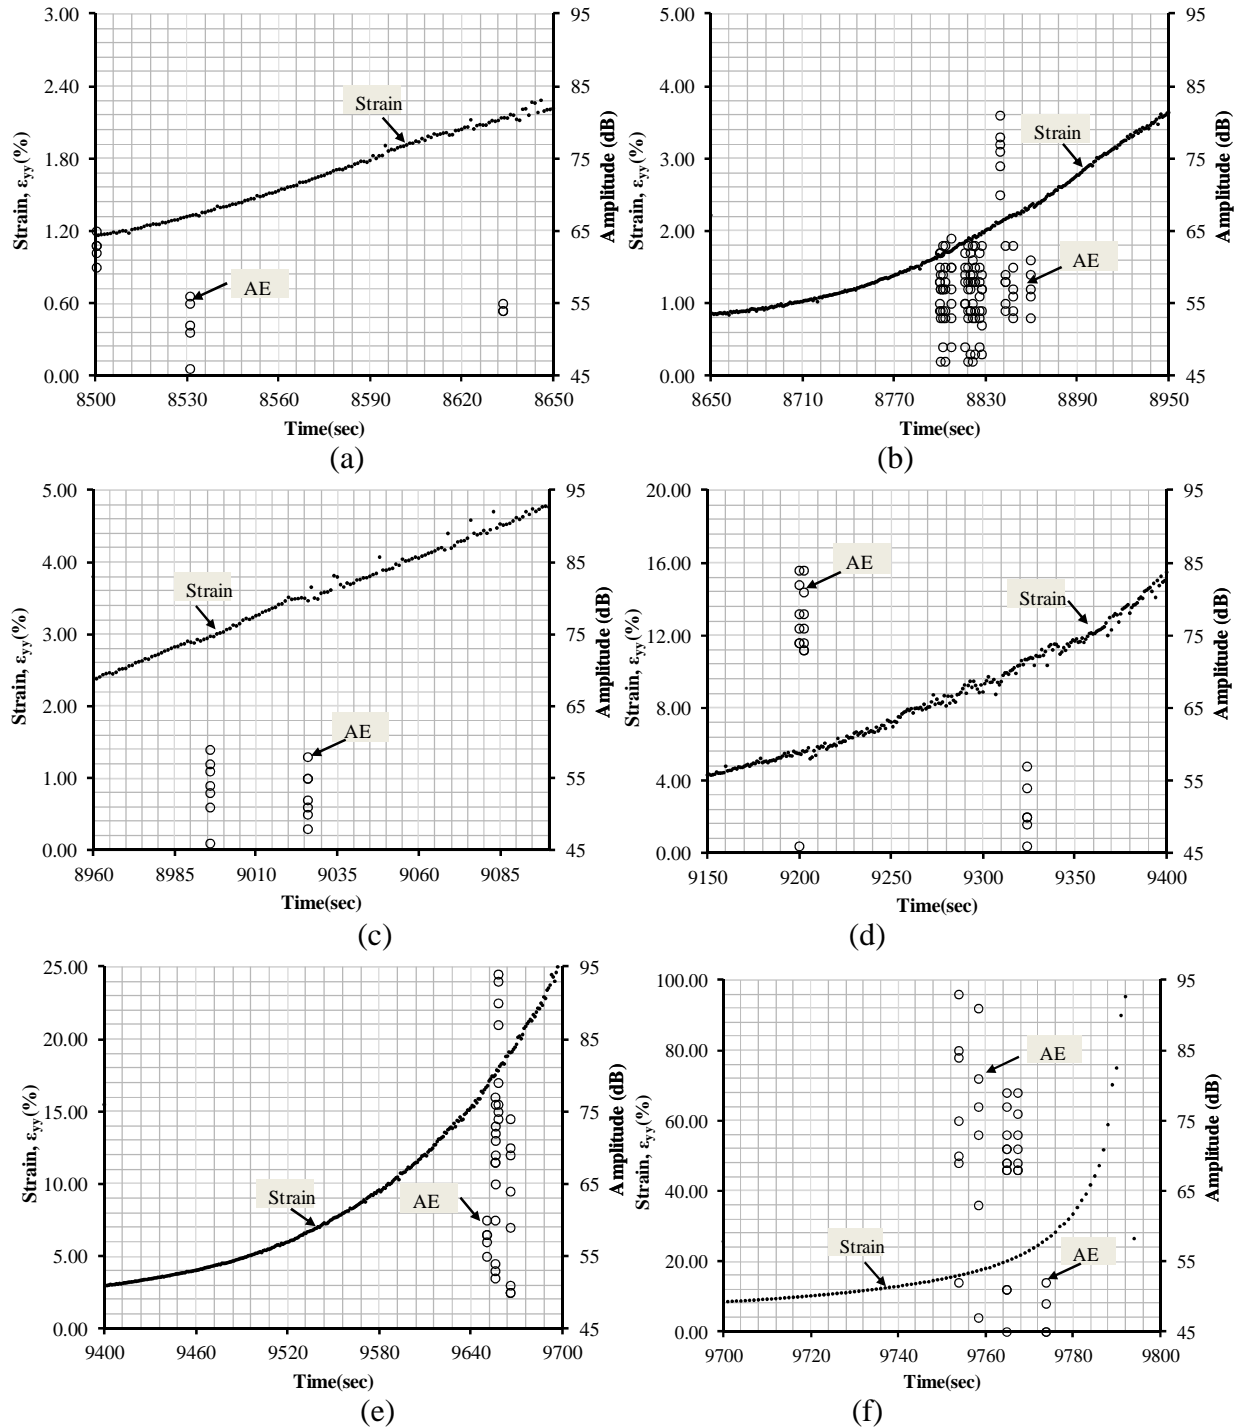 3.00
2.40
1.80
1.20
0.60
0.00
95
85
75
65
55
45
8500
8530
8560
8590
8620
8650
Strain, εyy(%)
Amplitude (dB)
Time(sec)
Strain
AE
(a)
5.00
4.00
3.00
2.00
1.00
0.00
95
85
75
65
55
45
8650
8710
8770
8830
8890
8950
Strain, εyy(%)
Amplitude (dB)
Time(sec)
Strain
AE
(b)
5.00
4.00
3.00
2.00
1.00
0.00
95
85
75
65
55
45
8960
8985
9010
9035
9060
9085
Strain, εyy(%)
Amplitude (dB)
Time(sec)
Strain
AE
(c)
20.00
16.00
12.00
8.00
4.00
0.00
95
85
75
65
55
45
9150
9200
9250
9300
9350
9400
Strain, εyy(%)
Amplitude (dB)
Time(sec)
AE
Strain
(d)
25.00
20.00
15.00
10.00
5.00
0.00
95
85
75
65
55
45
9400
9460
9520
9580
9640
9700
Strain, εyy(%)
Amplitude (dB)
Time(sec)
Strain
AE
(e)
100.00
80.00
60.00
40.00
20.00
0.00
95
85
75
65
55
45
9700
9720
9740
9760
9780
9800
Strain, εyy(%)
Amplitude (dB)
Time(sec)
AE
Strain
AE
(f)